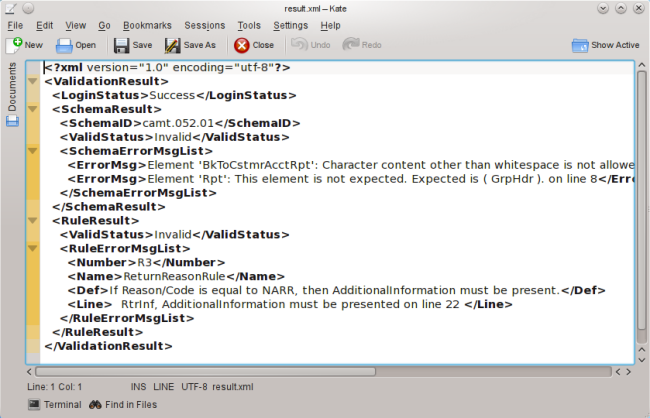 result.xml – Kate
File Edit View Go Bookmarks Sessions Tools Settings Help
New Open Save Save As Close Undo Redo Show Active
Documents
<?xml version="1.0" encoding="utf-8"?>
<ValidationResult>
<LoginStatus>Success</LoginStatus>
<SchemaResult>
<SchemaID>camt.052.01</SchemaID>
<ValidStatus>Invalid</ValidStatus>
<SchemaErrorMsgList>
<ErrorMsg>Element 'BkToCstmrAcctRpt': Character content other than whitespace is not allowe
<ErrorMsg>Element 'Rpt': This element is not expected. Expected is ( GrpHdr ). on line 8</Erro
</SchemaErrorMsgList>
</SchemaResult>
<RuleResult>
<ValidStatus>Invalid</ValidStatus>
<RuleErrorMsgList>
<Number>R3</Number>
<Name>ReturnReasonRule</Name>
<Def>If Reason/Code is equal to NARR, then AdditionalInformation must be present.</Def>
<Line>  RtrInf, AdditionalInformation must be presented on line 22 </Line>
</RuleErrorMsgList>
</RuleResult>
</ValidationResult>
Line: 1 Col: 1 INS LINE UTF-8 result.xml
Terminal Find in Files